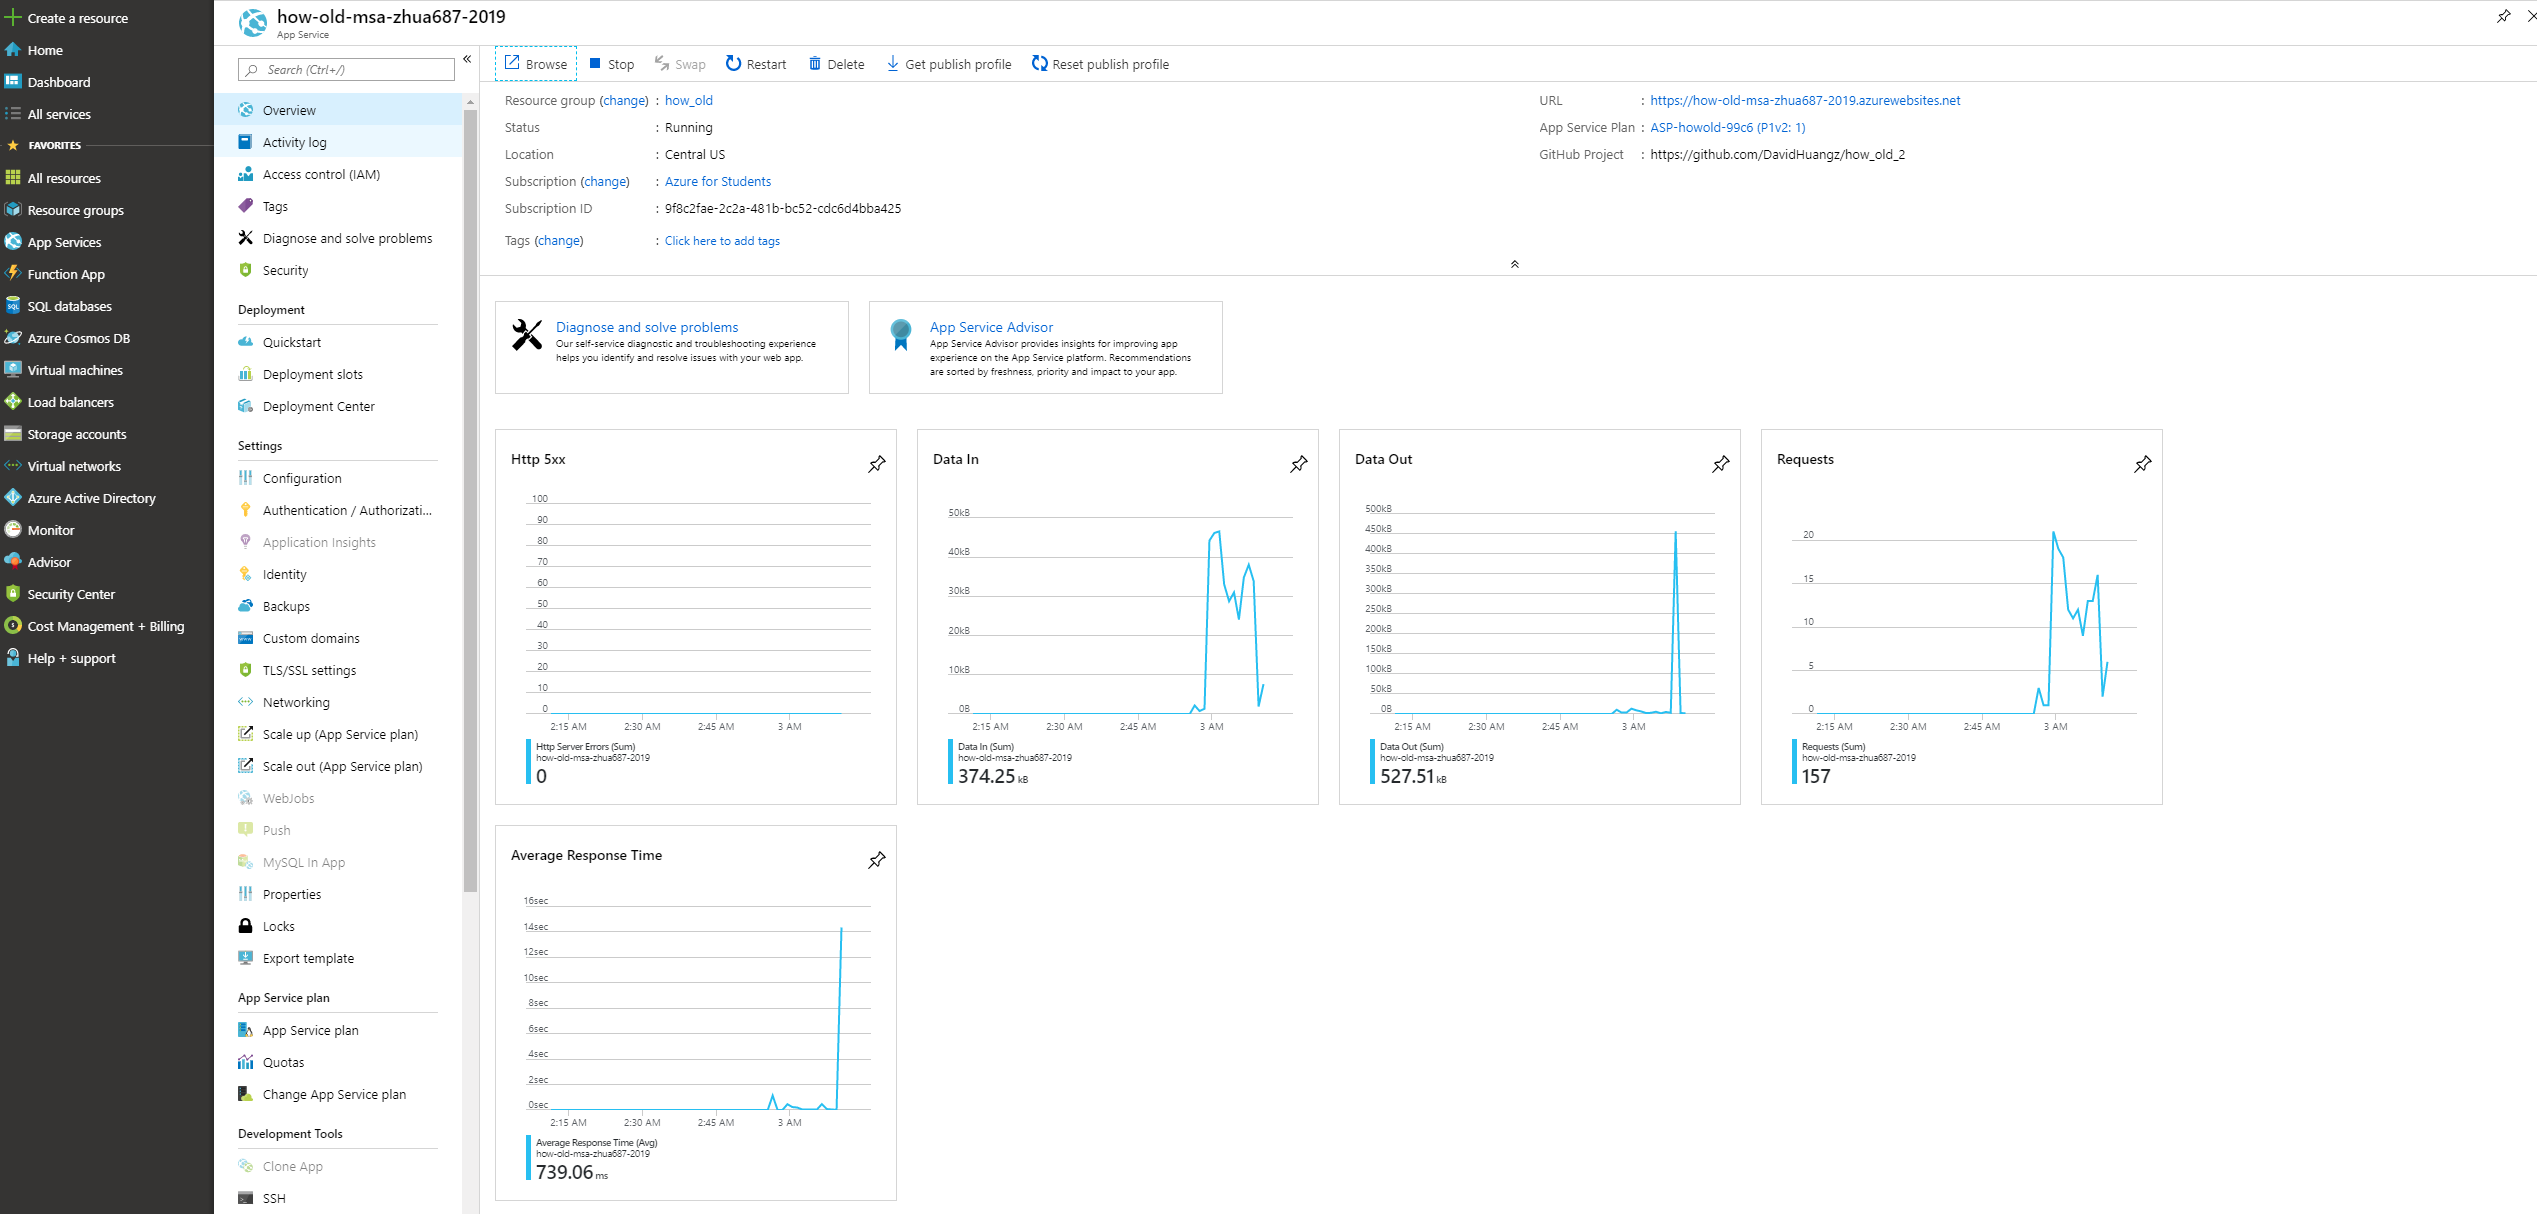 Create a resource
Home
Dashboard
All services
FAVORITES
All resources
Resource groups
App Services
Function App
SQL databases
Azure Cosmos DB
Virtual machines
Load balancers
Storage accounts
Virtual networks
Azure Active Directory
Monitor
Advisor
Security Center
Cost Management + Billing
Help + support
how-old-msa-zhua687-2019
App Service
Search (Ctrl+/)
Overview
Activity log
Access control (IAM)
Tags
Diagnose and solve problems
Security
Deployment
Quickstart
Deployment slots
Deployment Center
Settings
Configuration
Authentication / Authorizati...
Application Insights
Identity
Backups
Custom domains
TLS/SSL settings
Networking
Scale up (App Service plan)
Scale out (App Service plan)
WebJobs
Push
MySQL In App
Properties
Locks
Export template
App Service plan
App Service plan
Quotas
Change App Service plan
Development Tools
Clone App
SSH
Browse Stop Swap Restart Delete Get publish profile Reset publish profile
Resource group (change) : how_old
Status : Running
Location : Central US
Subscription (change) : Azure for Students
Subscription ID : 9f8c2fae-2c2a-481b-bc52-cdc6d4bba425
Tags (change) : Click here to add tags
URL : https://how-old-msa-zhua687-2019.azurewebsites.net
App Service Plan : ASP-howold-99c6 (P1v2: 1)
GitHub Project : https://github.com/DavidHuangz/how_old_2
Diagnose and solve problems
Our self-service diagnostic and troubleshooting experience
helps you identify and resolve issues with your web app.
App Service Advisor
App Service Advisor provides insights for improving app
experience on the App Service platform. Recommendations
are sorted by freshness, priority and impact to your app.
Http 5xx
100
90
80
70
60
50
40
30
20
10
0
2:15 AM 2:30 AM 2:45 AM 3 AM
Http Server Errors (Sum)
how-old-msa-zhua687-2019
0
Data In
50kB
40kB
30kB
20kB
10kB
0B
2:15 AM 2:30 AM 2:45 AM 3 AM
Data In (Sum)
how-old-msa-zhua687-2019
374.25 kB
Data Out
500kB
450kB
400kB
350kB
300kB
250kB
200kB
150kB
100kB
50kB
0B
2:15 AM 2:30 AM 2:45 AM 3 AM
Data Out (Sum)
how-old-msa-zhua687-2019
527.51 kB
Requests
20
15
10
5
0
2:15 AM 2:30 AM 2:45 AM 3 AM
Requests (Sum)
how-old-msa-zhua687-2019
157
Average Response Time
16sec
14sec
12sec
10sec
8sec
6sec
4sec
2sec
0sec
2:15 AM 2:30 AM 2:45 AM 3 AM
Average Response Time (Avg)
how-old-msa-zhua687-2019
739.06 ms